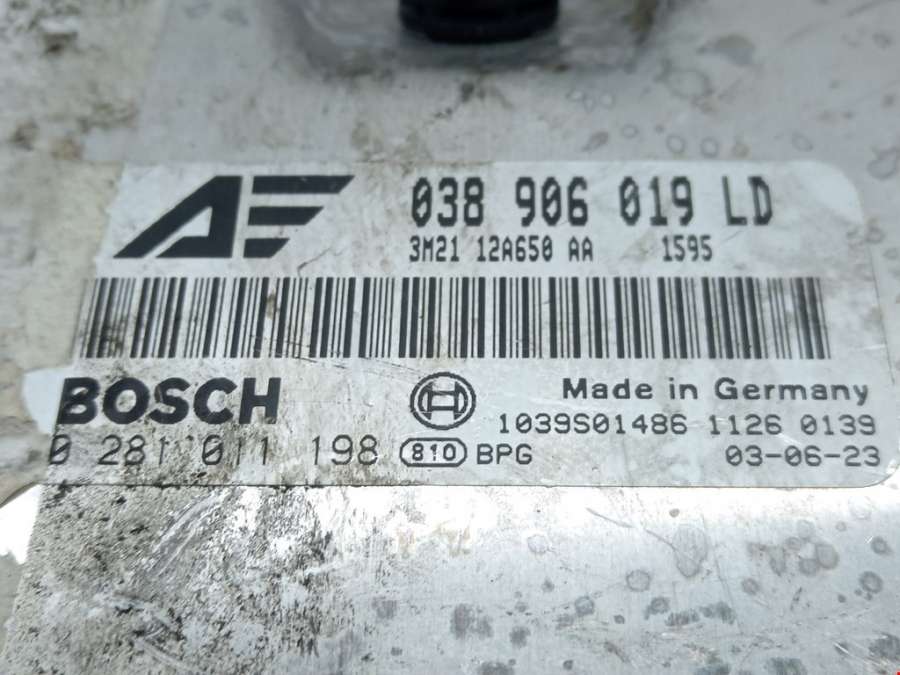 AE 038 906 019 LD
3M21 12A650 AA 1595
BOSCH Made in Germany
1039S01486 1126 0139
0 281 011 198 810 BPG 03-06-23